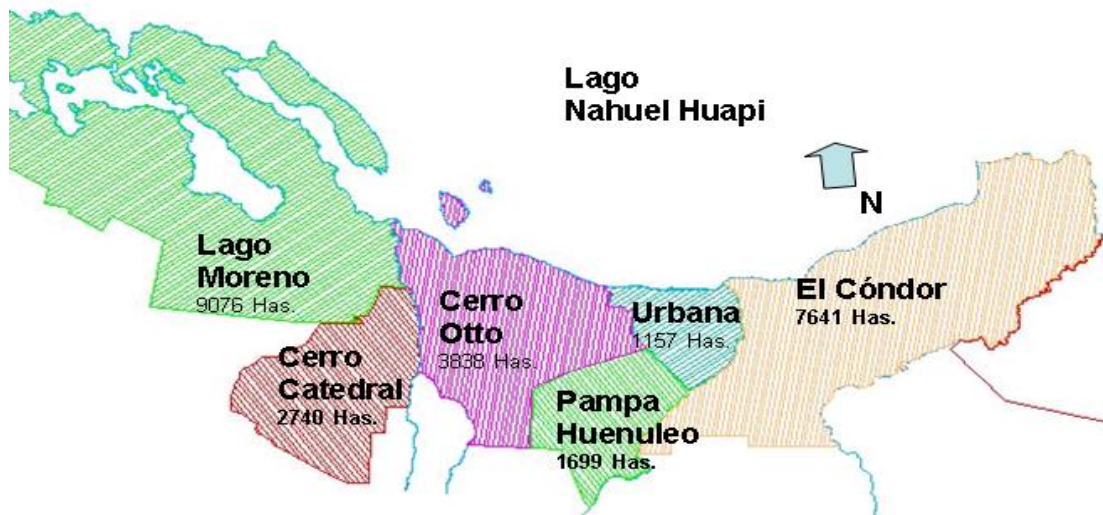 Lago
Nahuel Huapi
N
Lago
Moreno
9076 Has.
Cerro
Otto
3838 Has.
Urbana
1157 Has.
El Cóndor
7641 Has.
Cerro
Catedral
2740 Has.
Pampa
Huenuleo
1699 Has.